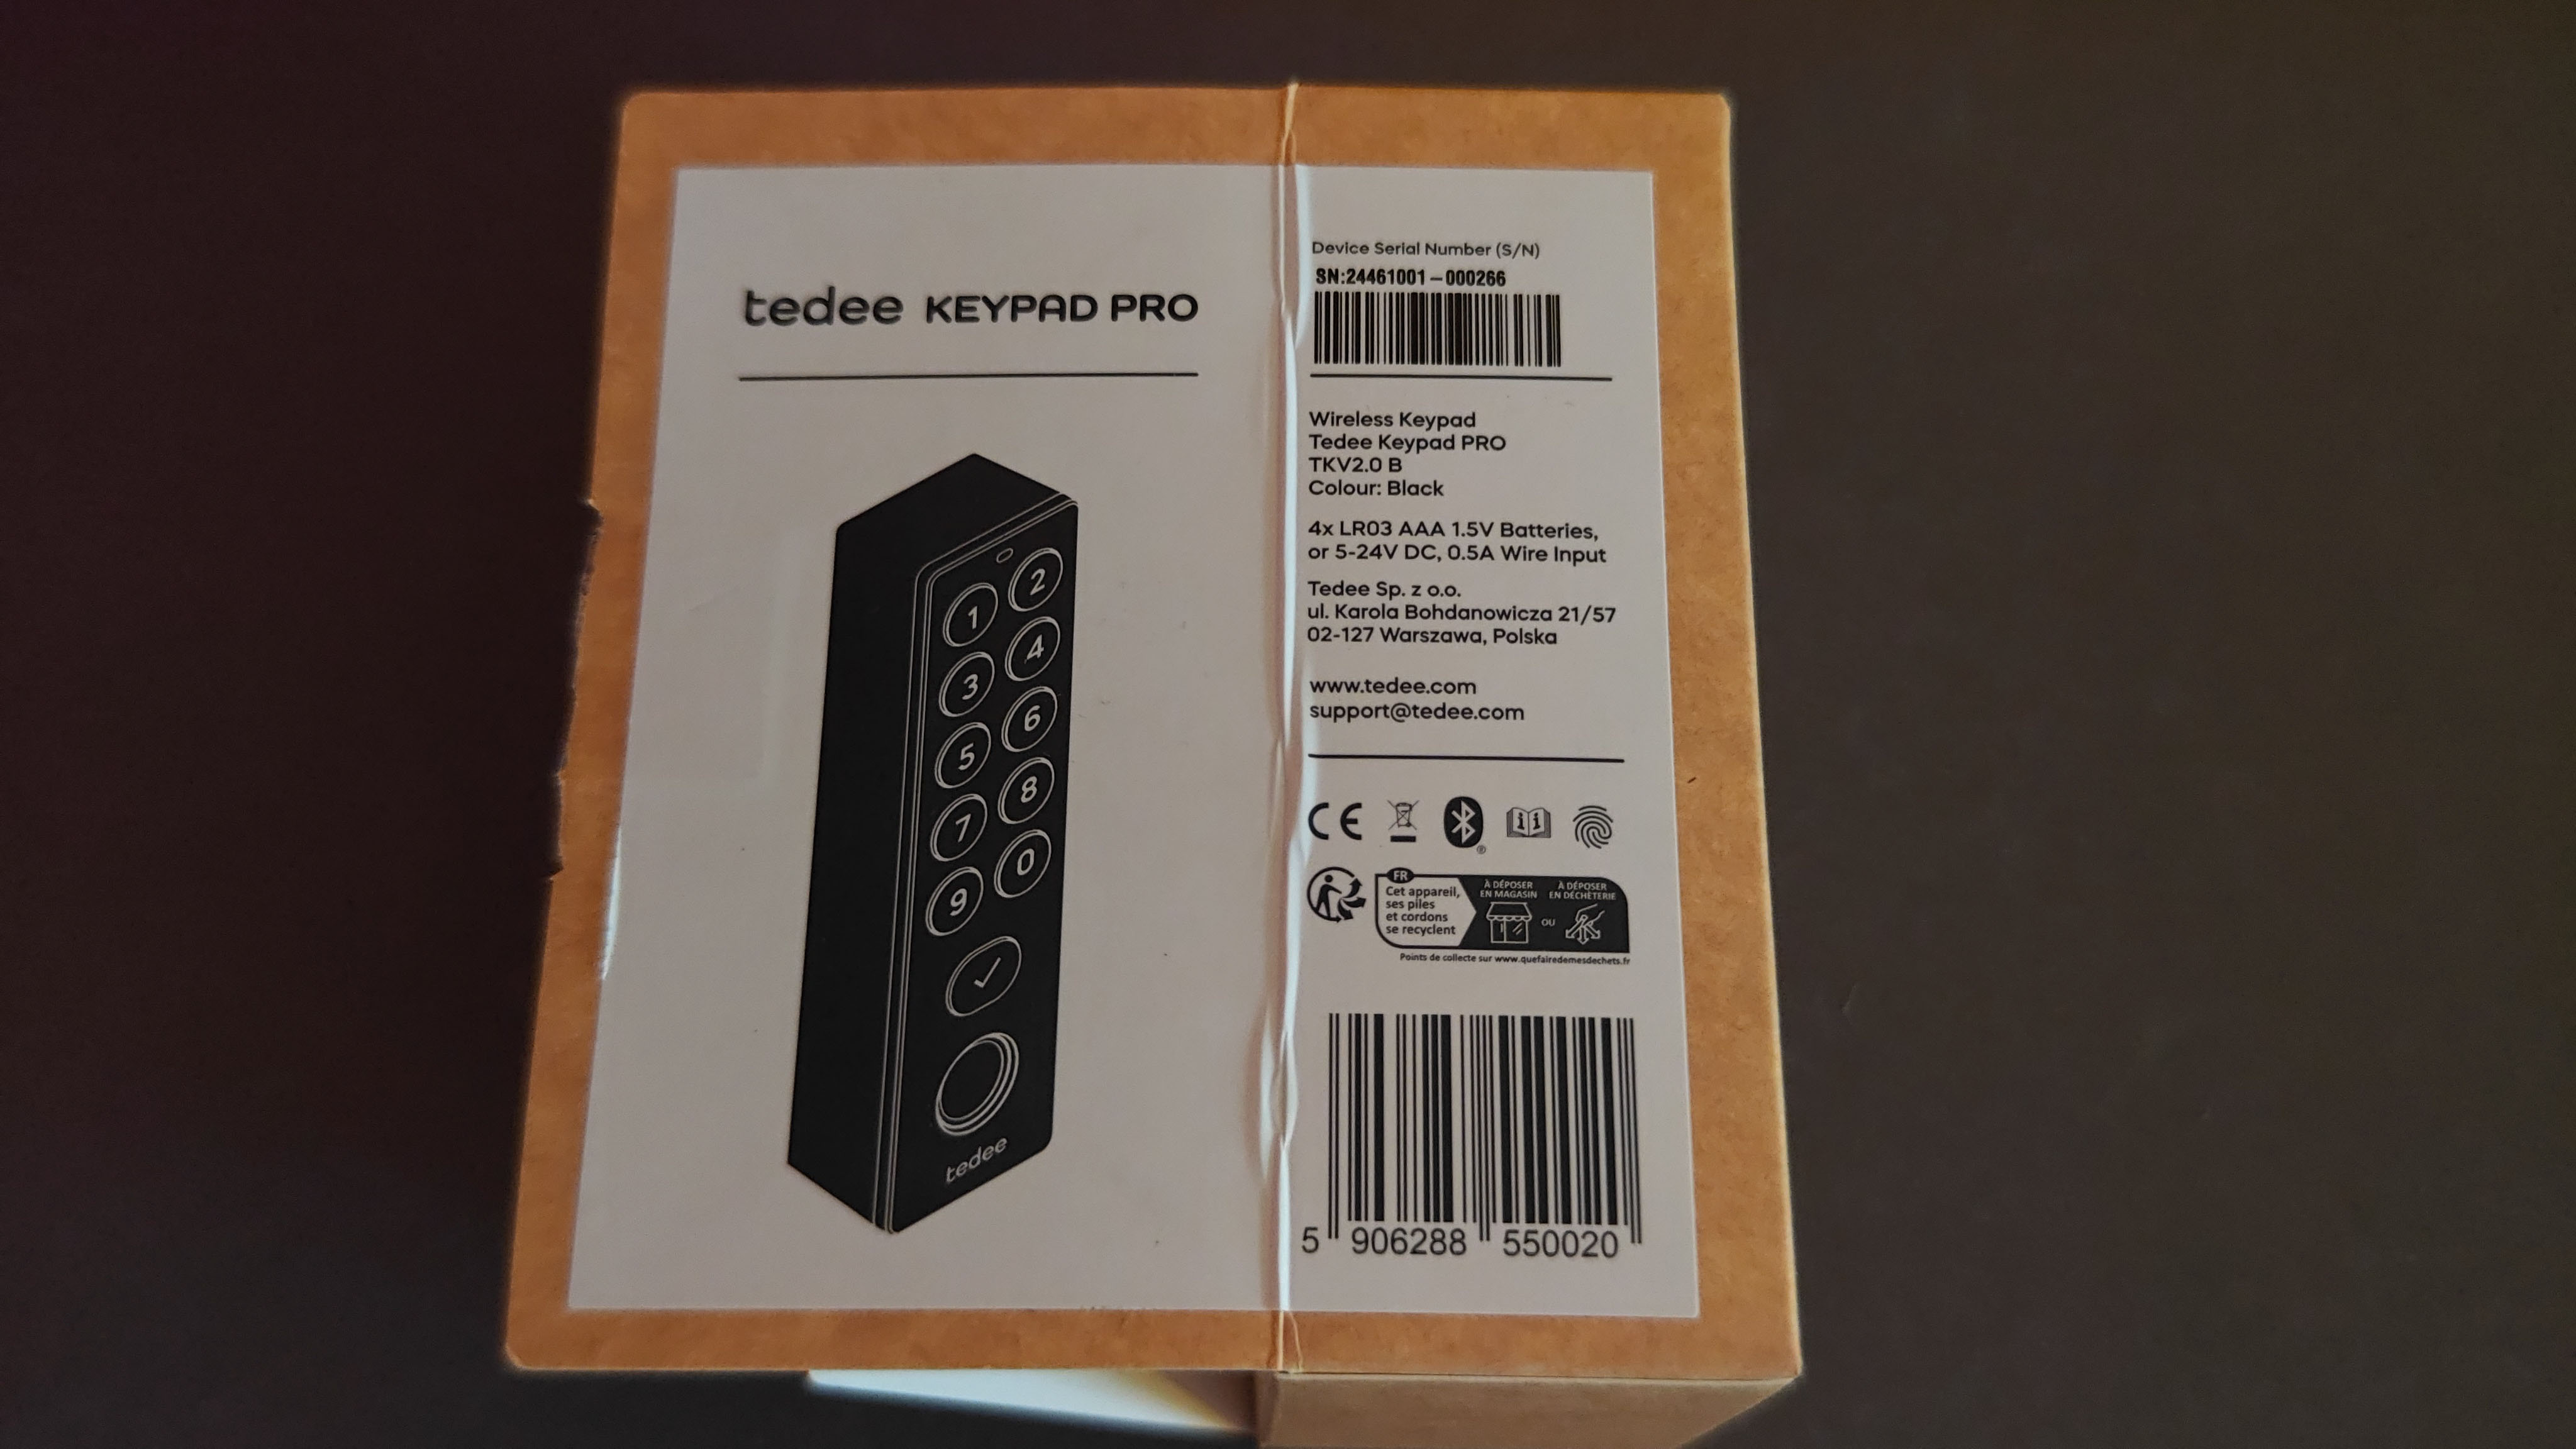 tedee KEYPAD PRO
1
2
3
4
5
6
7
8
9
0
tedee
Device Serial Number (S/N)
SN:24461001-000266
Wireless Keypad
Tedee Keypad PRO
TKV2.0 B
Colour: Black
4x LR03 AAA 1.5V Batteries,
or 5-24V DC, 0.5A Wire Input
Tedee Sp. z o.o.
ul. Karola Bohdanowicza 21/57
02-127 Warszawa, Polska
www.tedee.com
support@tedee.com
CE
FR
Cet appareil,
ses piles
et cordons
se recyclent
À DÉPOSER
EN MAGASIN
OU
À DÉPOSER
EN DÉCHÈTERIE
Points de collecte sur www.quefairedemesdechets.fr
5 906288 550020